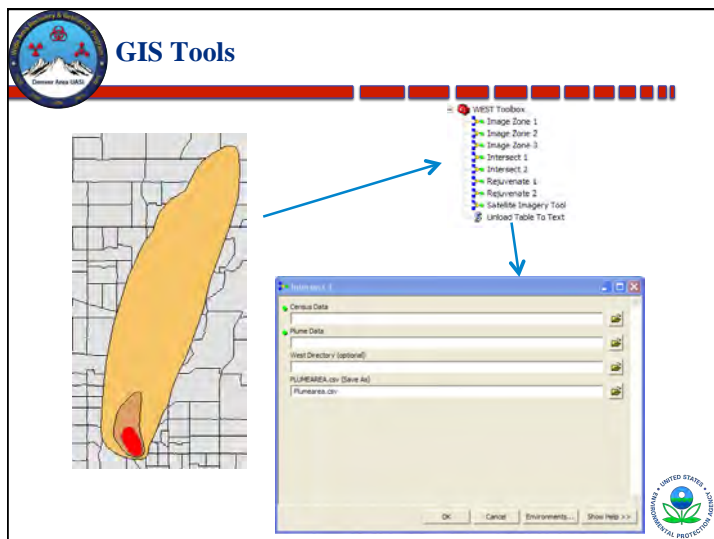 GIS Tools
Denver Area UASI
WEST Toolbox
Image Zone 1
Image Zone 2
Image Zone 3
Intersect 1
Intersect 2
Rejuvenate 1
Rejuvenate 2
Satellite Imagery Tool
Unload Table To Text
Intersect 1
Census Data
Plume Data
West Directory (optional)
PLUMEAREA.csv (Save As)
Plumearea.csv
OK
Cancel
Environments...
Show Help >>
UNITED STATES
ENVIRONMENTAL PROTECTION AGENCY